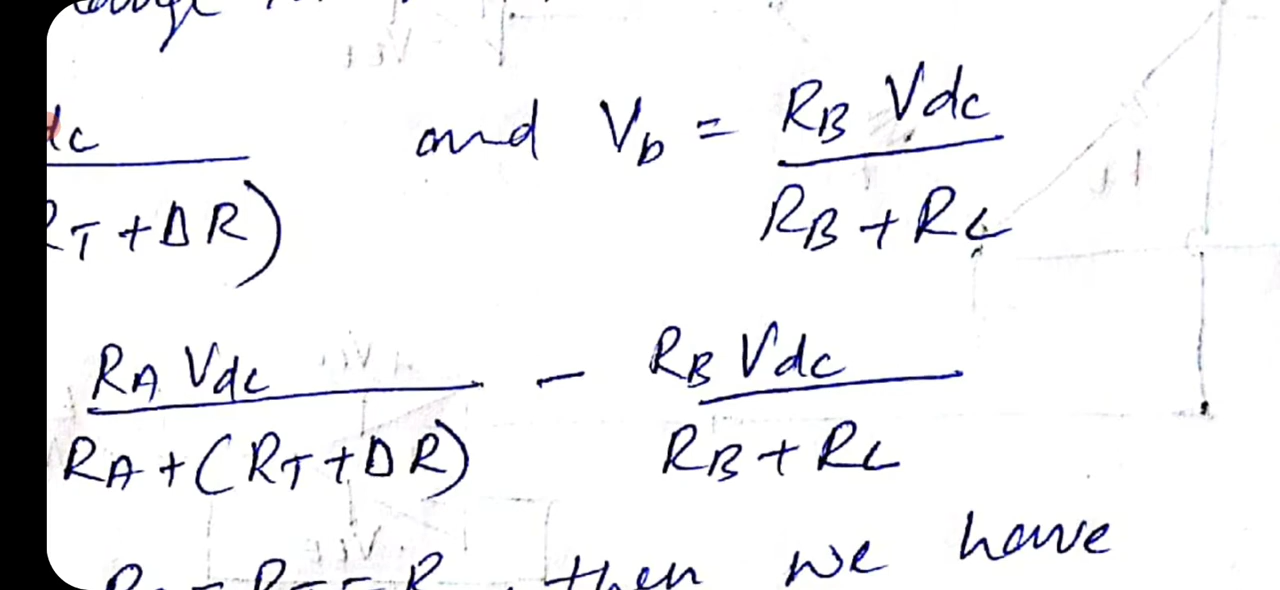 dc and Vb = RB Vdc
RT + ΔR) RB + RC
RA Vdc - RB Vdc
RA + (RT + ΔR) RB + RC
then we have